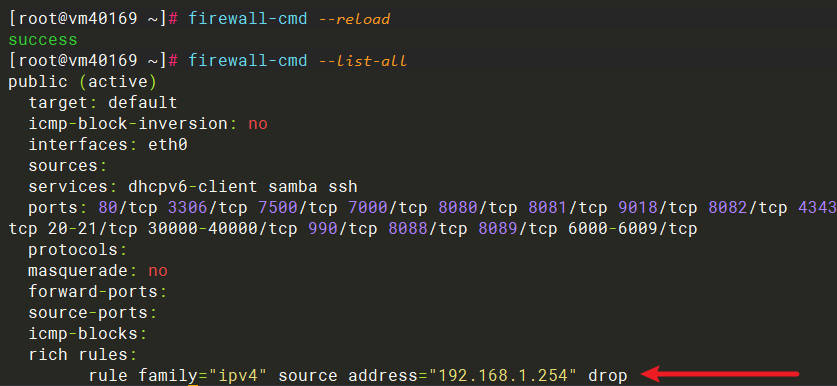 [root@vm40169 ~]# firewall-cmd --reload
success
[root@vm40169 ~]# firewall-cmd --list-all
public (active)
  target: default
  icmp-block-inversion: no
  interfaces: eth0
  sources:
  services: dhcpv6-client samba ssh
  ports: 80/tcp 3306/tcp 7500/tcp 7000/tcp 8080/tcp 8081/tcp 9018/tcp 8082/tcp 4343
tcp 20-21/tcp 30000-40000/tcp 990/tcp 8088/tcp 8089/tcp 6000-6009/tcp
  protocols:
  masquerade: no
  forward-ports:
  source-ports:
  icmp-blocks:
  rich rules:
        rule family="ipv4" source address="192.168.1.254" drop